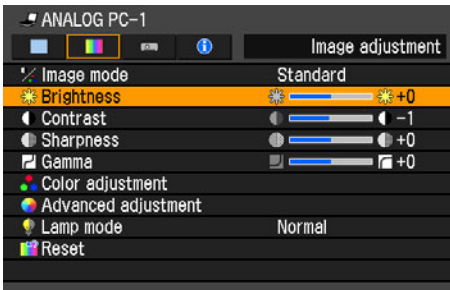 ANALOG PC-1
Image adjustment
Image mode Standard
Brightness +0
Contrast -1
Sharpness +0
Gamma +0
Color adjustment
Advanced adjustment
Lamp mode Normal
Reset